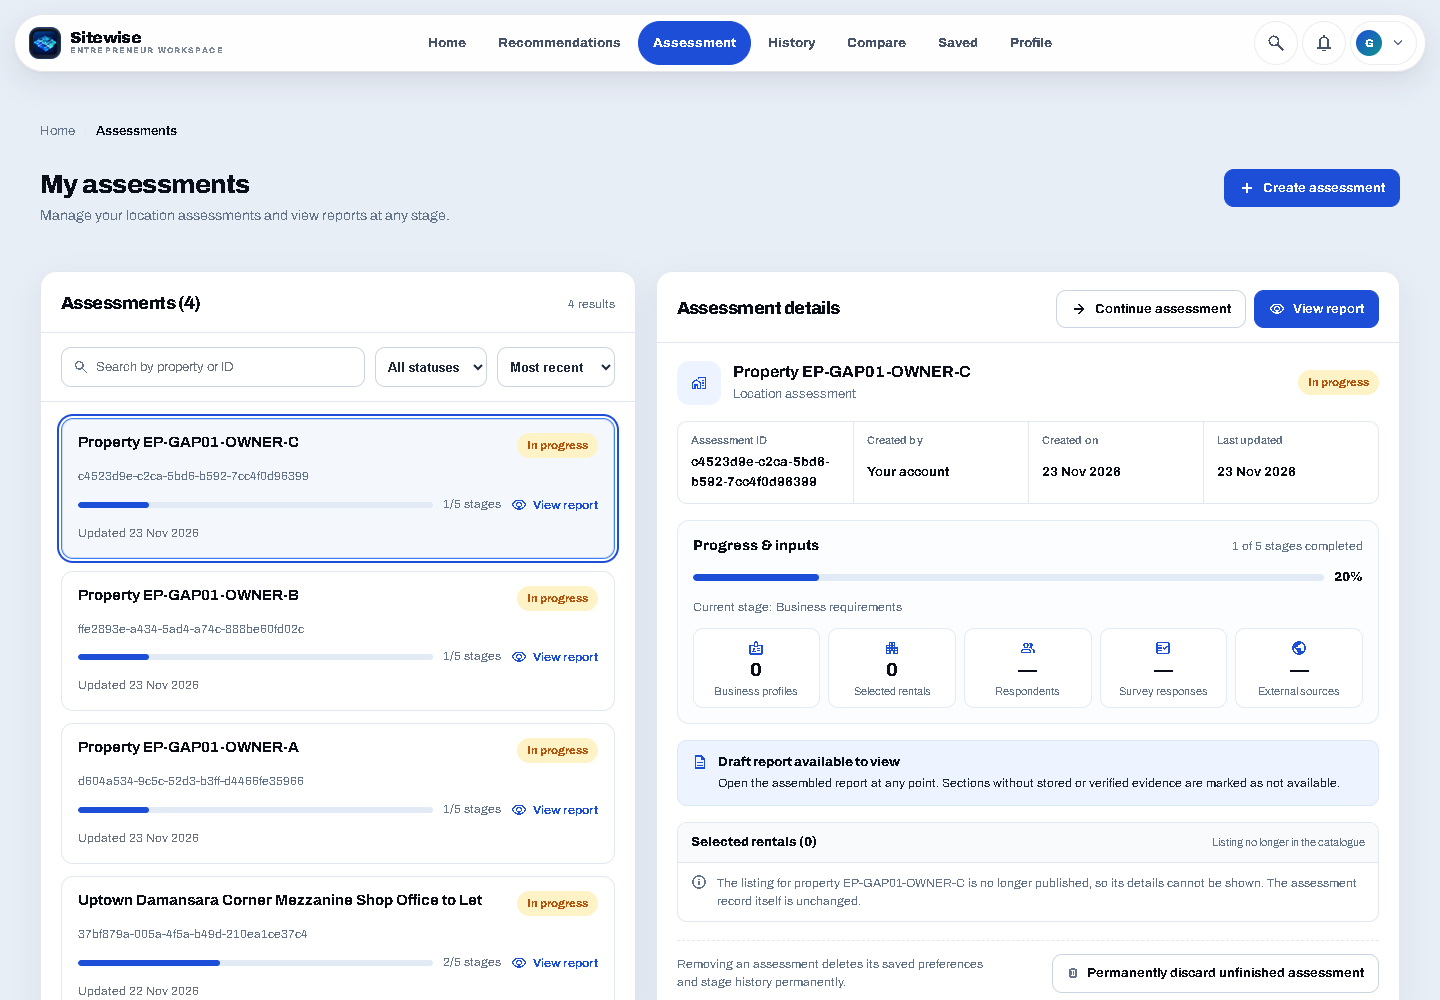 Sitewise
ENTREPRENEUR WORKSPACE
Home
Recommendations
Assessment
History
Compare
Saved
Profile
G
Home
Assessments
My assessments
Manage your location assessments and view reports at any stage.
Create assessment
Assessments (4)
4 results
Search by property or ID
All statuses
Most recent
Property EP-GAP01-OWNER-C
In progress
c4523d9e-c2ca-5bd6-b592-7cc4f0d96399
1/5 stages
View report
Updated 23 Nov 2026
Property EP-GAP01-OWNER-B
In progress
ffe2893e-a434-5ad4-a74c-888be60fd02c
1/5 stages
View report
Updated 23 Nov 2026
Property EP-GAP01-OWNER-A
In progress
d604a534-9c5c-52d3-b3ff-d4466fe35966
1/5 stages
View report
Updated 23 Nov 2026
Uptown Damansara Corner Mezzanine Shop Office to Let
In progress
37bf879a-005a-4f5a-b49d-210ea1ce37c4
2/5 stages
View report
Updated 22 Nov 2026
Assessment details
Continue assessment
View report
Property EP-GAP01-OWNER-C
Location assessment
In progress
Assessment ID
c4523d9e-c2ca-5bd6-
b592-7cc4f0d96399
Created by
Your account
Created on
23 Nov 2026
Last updated
23 Nov 2026
Progress & inputs
1 of 5 stages completed
20%
Current stage: Business requirements
0
Business profiles
0
Selected rentals
—
Respondents
—
Survey responses
—
External sources
Draft report available to view
Open the assembled report at any point. Sections without stored or verified evidence are marked as not available.
Selected rentals (0)
Listing no longer in the catalogue
The listing for property EP-GAP01-OWNER-C is no longer published, so its details cannot be shown. The assessment
record itself is unchanged.
Removing an assessment deletes its saved preferences
and stage history permanently.
Permanently discard unfinished assessment